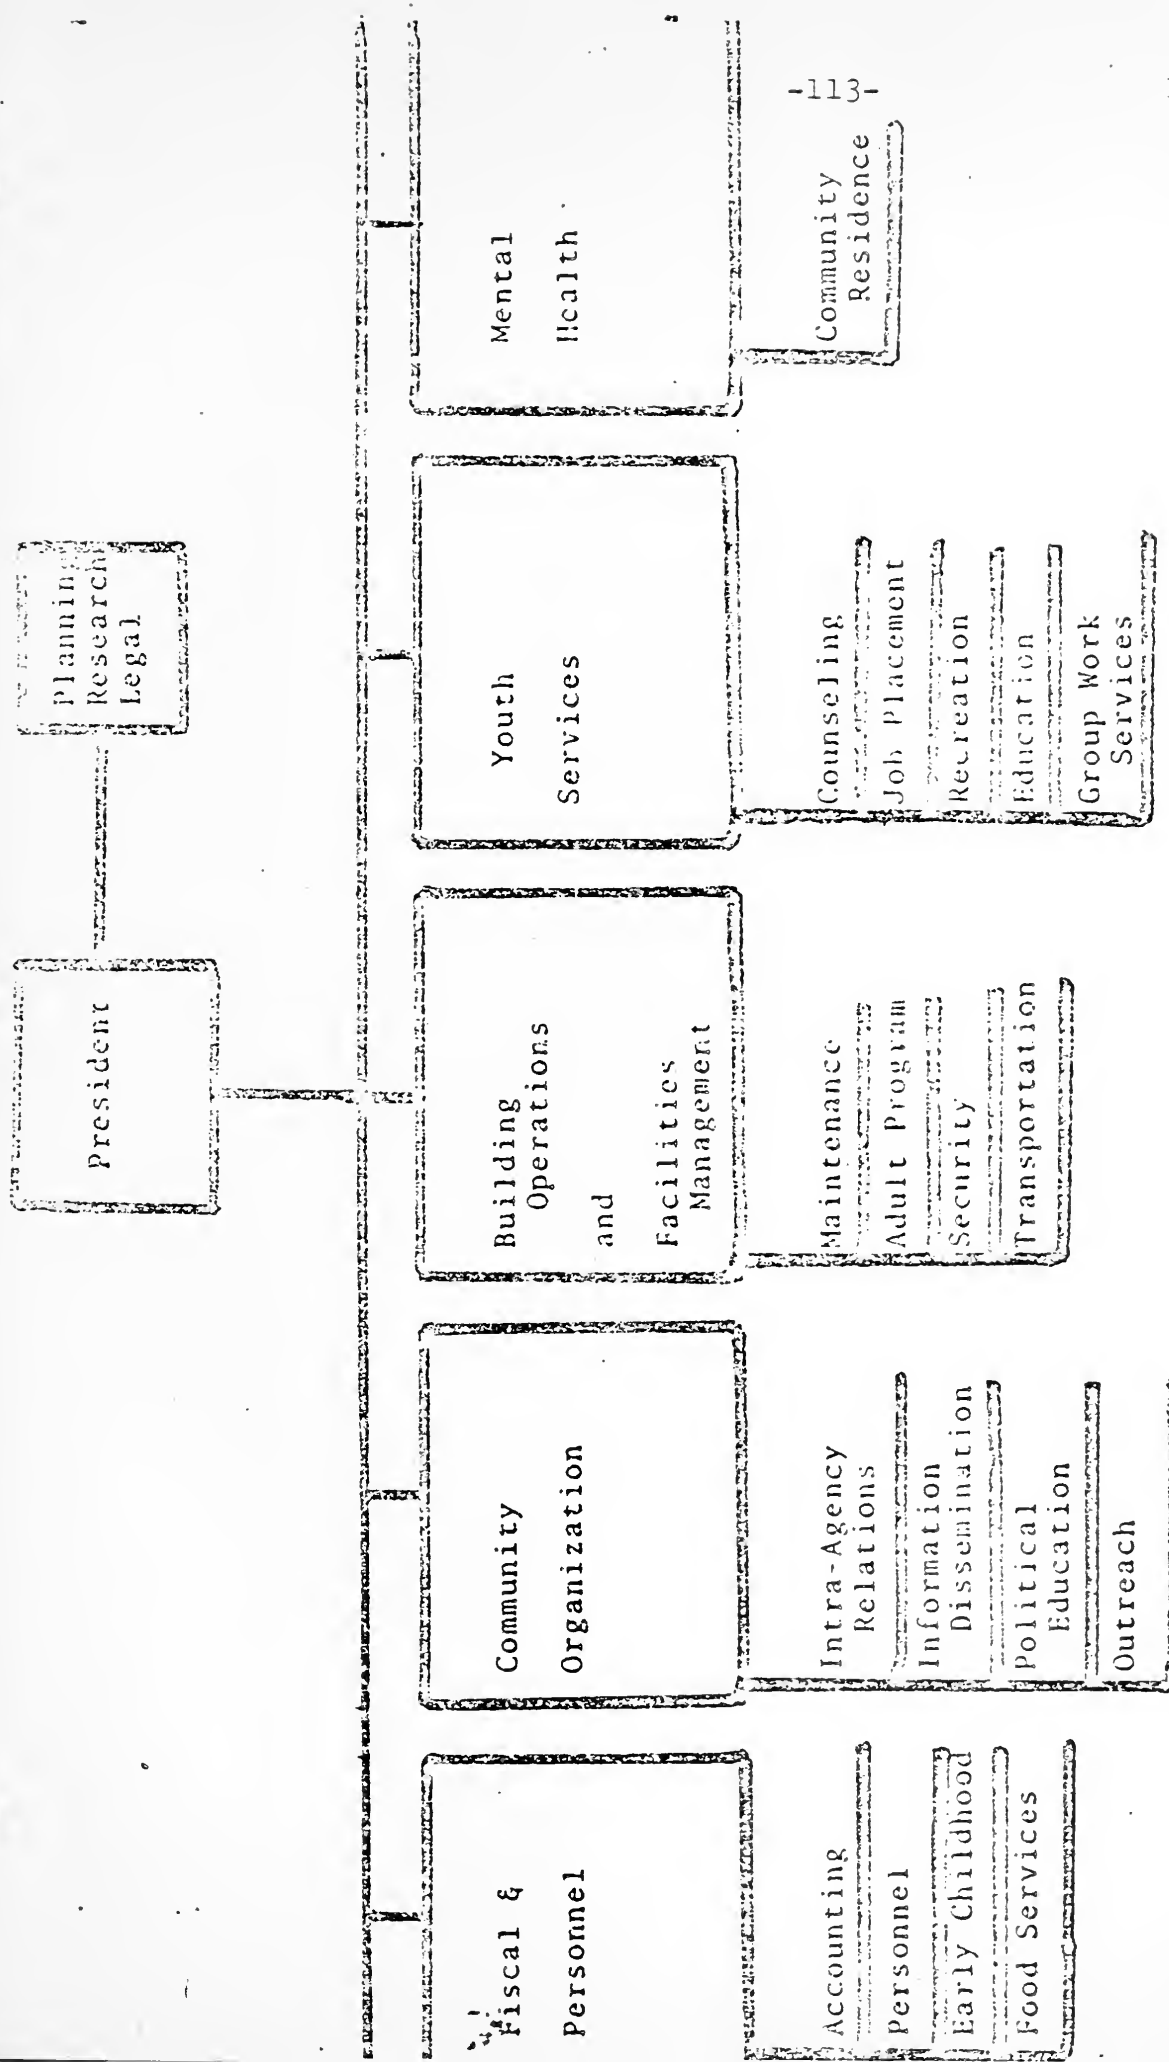 -113-
Planning
Research
Legal
President
Fiscal &
Personnel
Accounting
Personnel
Early Childhood
Food Services
Community
Organization
Intra-Agency
Relations
Information
Dissemination
Political
Education
Outreach
Building
Operations
and
Facilities
Management
Maintenance
Adult Program
Security
Transportation
Youth
Services
Counseling
Job Placement
Recreation
Education
Group Work
Services
Mental
Health
Community
Residence